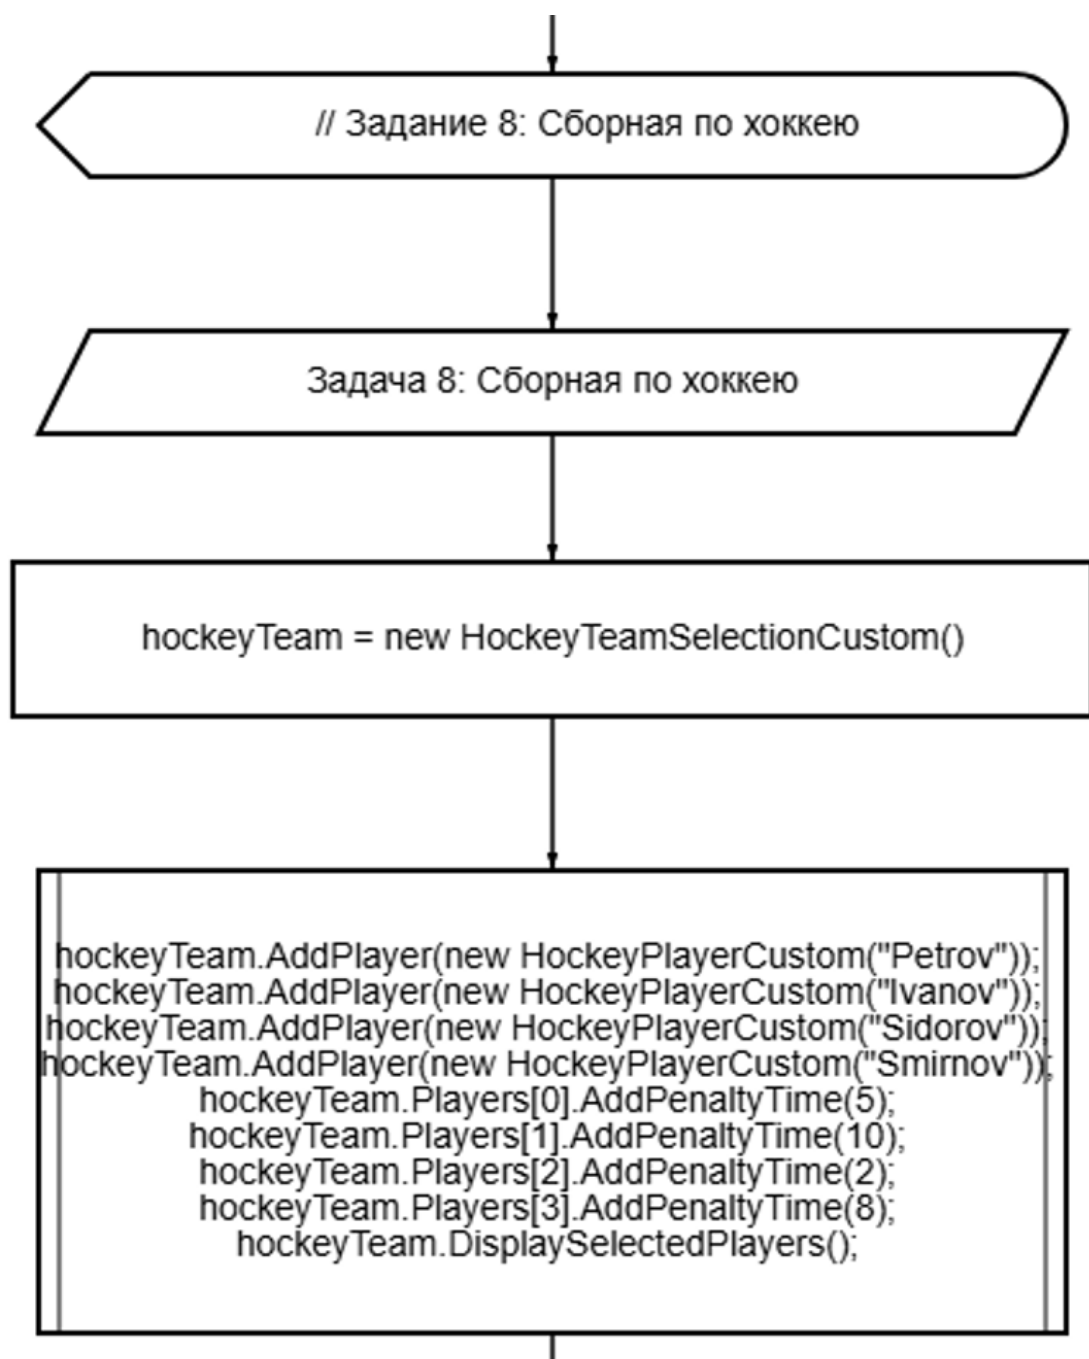 // Задание 8: Сборная по хоккею
Задача 8: Сборная по хоккею
hockeyTeam = new HockeyTeamSelectionCustom()
hockeyTeam.AddPlayer(new HockeyPlayerCustom("Petrov"));
hockeyTeam.AddPlayer(new HockeyPlayerCustom("Ivanov"));
hockeyTeam.AddPlayer(new HockeyPlayerCustom("Sidorov"));
hockeyTeam.AddPlayer(new HockeyPlayerCustom("Smirnov"));
hockeyTeam.Players[0].AddPenaltyTime(5);
hockeyTeam.Players[1].AddPenaltyTime(10);
hockeyTeam.Players[2].AddPenaltyTime(2);
hockeyTeam.Players[3].AddPenaltyTime(8);
hockeyTeam.DisplaySelectedPlayers();